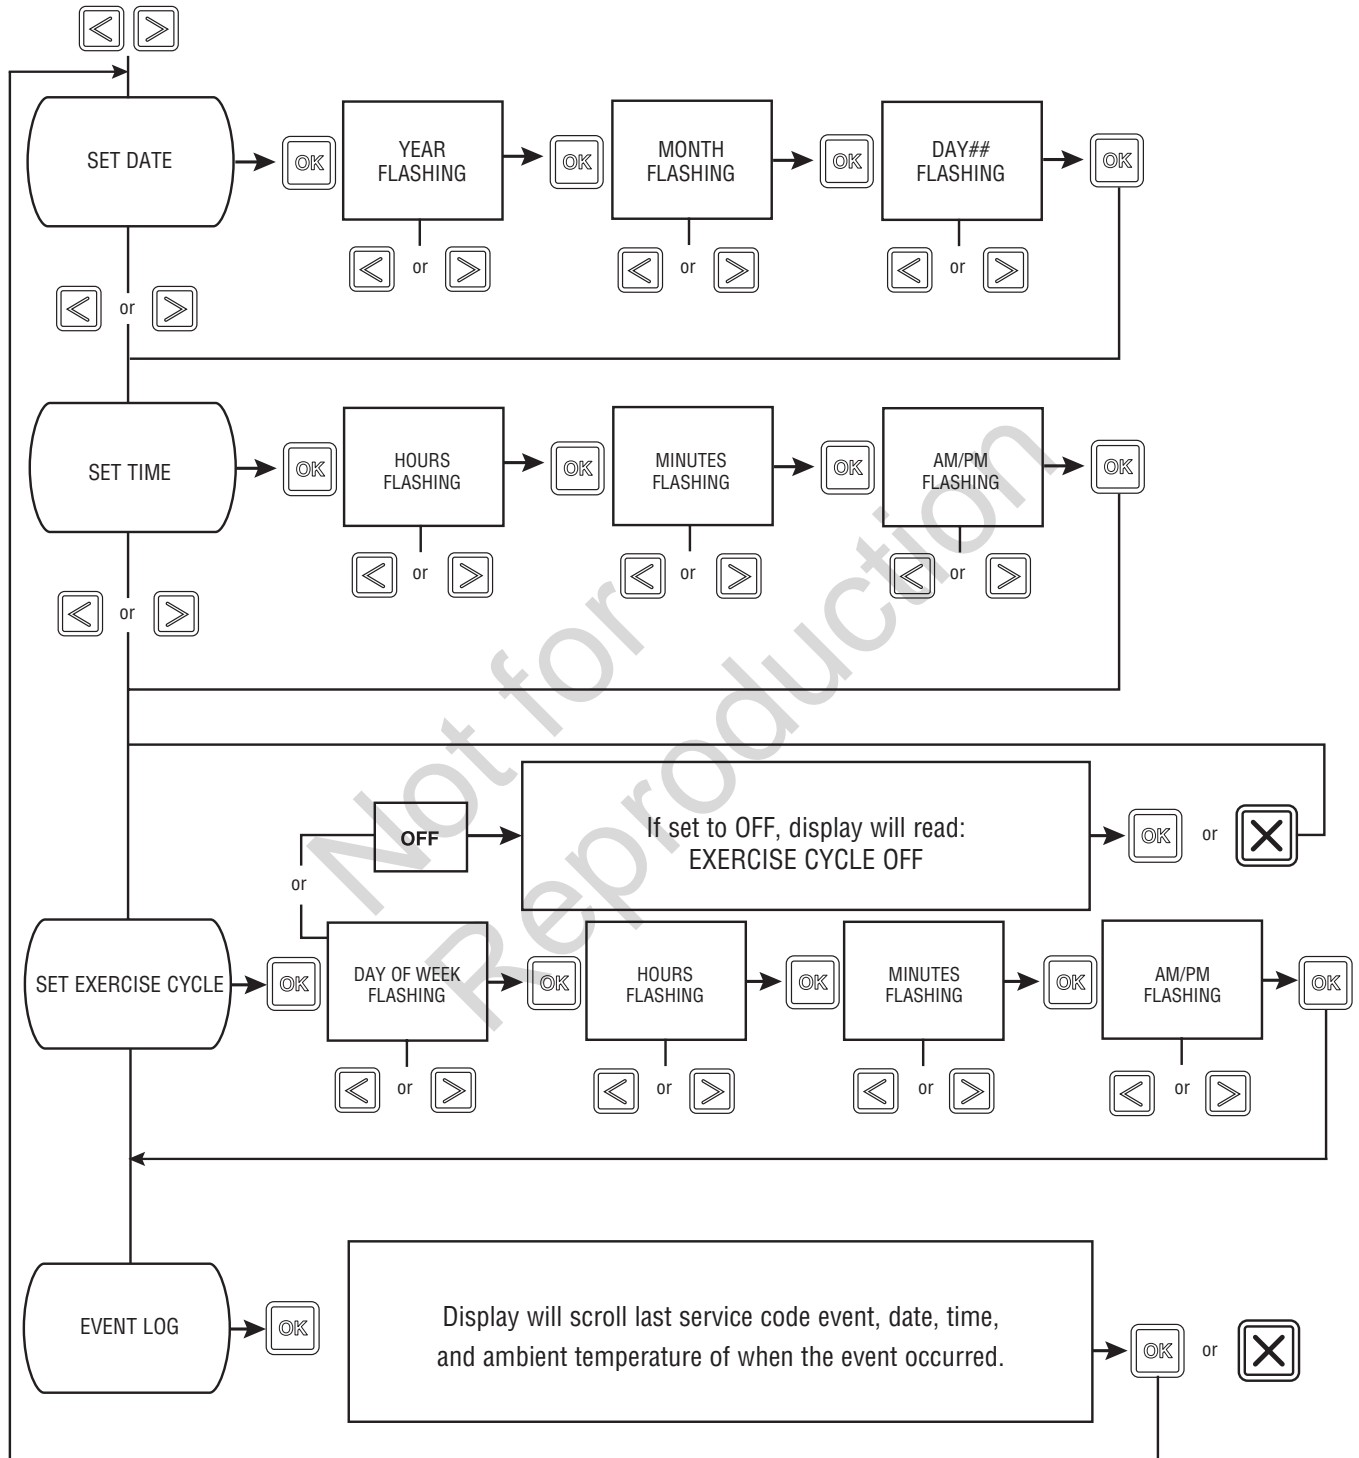 SET DATE
OK
YEAR
FLASHING
OK
MONTH
FLASHING
OK
DAY##
FLASHING
OK
or
or
or
or
SET TIME
OK
HOURS
FLASHING
OK
MINUTES
FLASHING
OK
AM/PM
FLASHING
OK
or
or
or
or
OFF
If set to OFF, display will read:
EXERCISE CYCLE OFF
OK
or
or
SET EXERCISE CYCLE
OK
DAY OF WEEK
FLASHING
OK
HOURS
FLASHING
OK
MINUTES
FLASHING
OK
AM/PM
FLASHING
OK
or
or
or
or
EVENT LOG
OK
Display will scroll last service code event, date, time,
and ambient temperature of when the event occurred.
OK
or
Not for
Reproduction